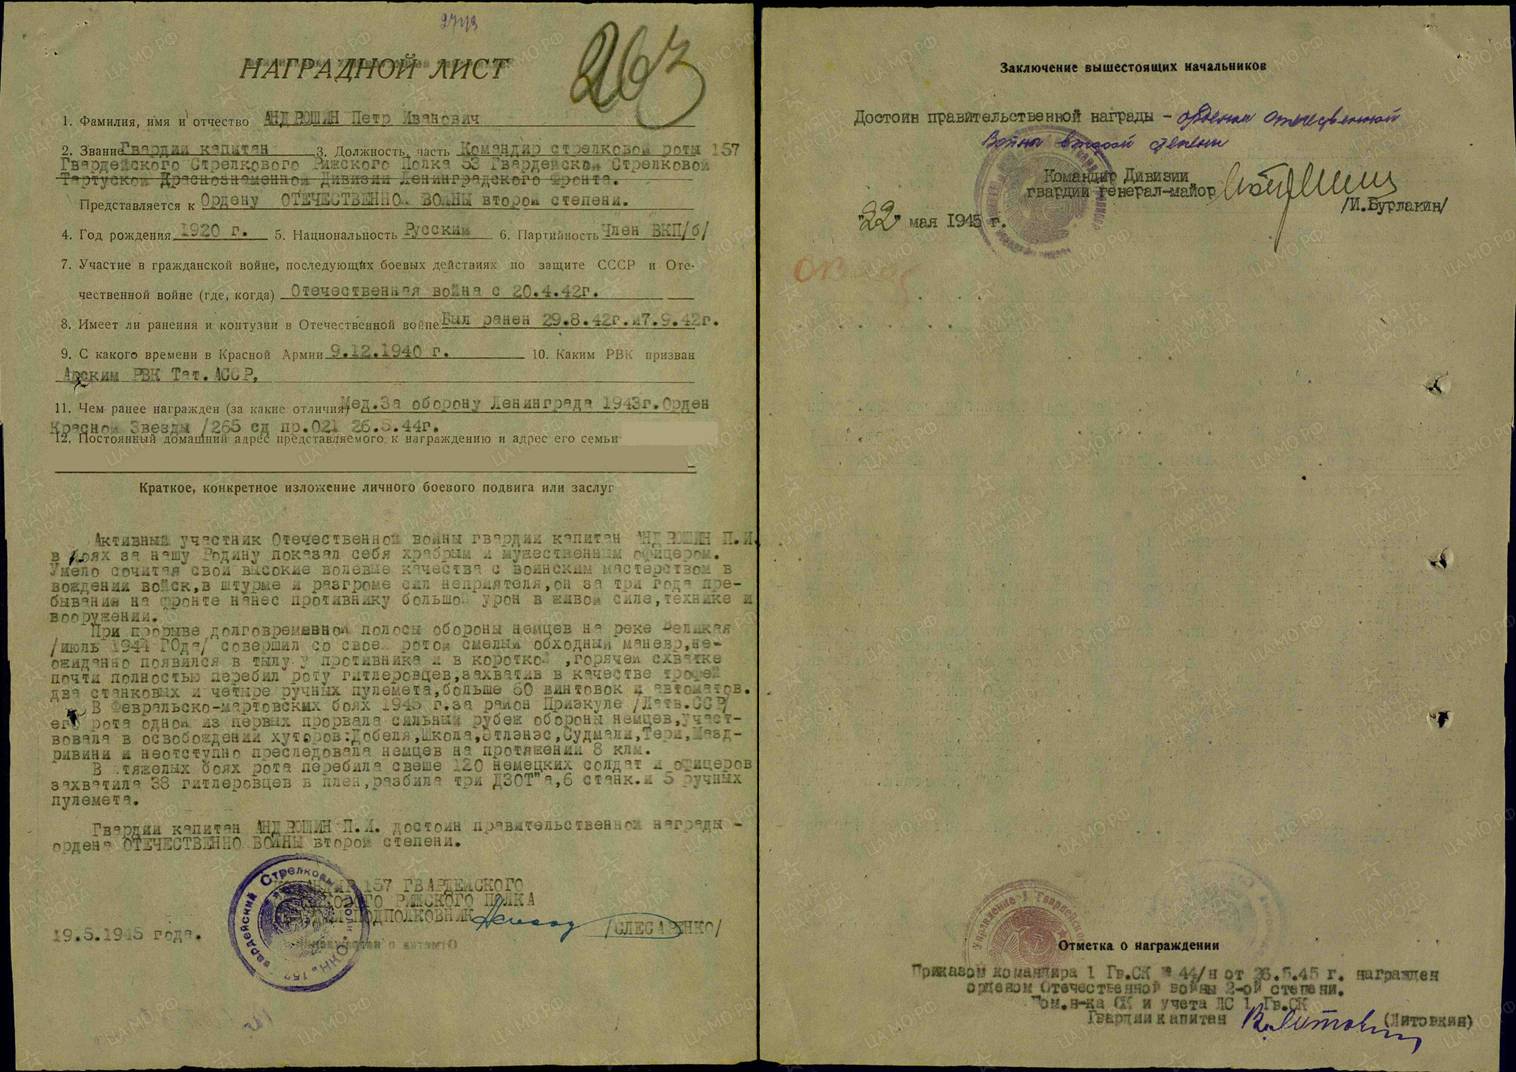 2773
263
НАГРАДНОЙ ЛИСТ
1. Фамилия, имя и отчество АНДРЮШИН Петр Иванович
2. Звание Гвардии капитан 3. Должность, часть Командир стрелковой роты 157
Гвардейского Стрелкового Рижского Полка 53 Гвардейской Стрелковой
Тартуской Краснознаменной Дивизии Ленинградского Фронта.
Представляется к Ордену ОТЕЧЕСТВЕННОЙ ВОЙНЫ второй степени.
4. Год рождения 1920 г. 5. Национальность Русский 6. Партийность Член ВКП/б/
7. Участие в гражданской войне, последующих боевых действиях по защите СССР и Оте-
чественной войне (где, когда) Отечественная война с 20.4.42г.
8. Имеет ли ранения и контузии в Отечественной войне Был ранен 29.8.42г.и7.9.42г.
9. С какого времени в Красной Армии 9.12.1940 г. 10. Каким РВК призван
Арским РВК Тат.АССР,
11. Чем ранее награжден (за какие отличия) Мед.За оборону Ленинграда 1943г.Орден
Красной Звезды /265 сд пр.021 26.5.44г.
12. Постоянный домашний адрес представляемого к награждению и адрес его семьи
Краткое, конкретное изложение личного боевого подвига или заслуг
Активный участник Отечественной войны гвардии капитан АНДРЮШИН П.И.
в боях за нашу Родину показал себя храбрым и мужественным офицером.
Умело сочитая свои высокие волевые качества с воинским мастерством в
вождении войск,в штурме и разгроме сил неприятеля,он за три года пре-
бывания на фронте нанес противнику большой урон в живой силе,технике и
вооружении.
При прорыве долговременной полосы обороны немцев на реке Великая
/июль 1944 ГОда/ совершил со своей ротой смелый обходный маневр,не-
ожиданно появился в тылу у противника и в короткой ,горячей схватке
почти полностью перебил роту гитлеровцев,захватив в качестве трофей
два станковых и четыре ручных пулемета,больше 60 винтовок и автоматов.
В Февральско-мартовских боях 1945 г.за район Приэкуле /Латв.ССР/
его рота одной из первых прорвала сильный рубеж обороны немцев,участ-
вовала в освобождении хуторов:Добеля,Школа,Этлэнэс,Судмали,Тери,Мазд-
ривини и неотступно преследовала немцев на протяжении 8 клм.
В тяжелых боях рота перебила свеше 120 немецких солдат и офицеров
захватила 38 гитлеровцев в плен,разбила три ДЗОТ"а,6 станк.и 5 ручных
пулемета.
Гвардии капитан АНДРЮШИН П.И. достоин правительственной награды -
ордена ОТЕЧЕСТВЕННО ВОЙНЫ второй степени.
157 ГВАРДЕЙСКОГО
РИЖСКОГО ПОЛКА
ПОДПОЛКОВНИК /СЛЕСАРЕНКО/
19.5.1945 года.
Заключение вышестоящих начальников
Достоин правительственной награды - ордена отечественной
Войны второй степени
Командир Дивизии
гвардии генерал-майор
/И.Бурлакин/
"22" мая 1945 г.
Отметка о награждении
Приказом командира 1 Гв.СК № 44/н от 26.5.45 г. награжден
орденом Отечественной войны 2-ой степени.
Пом.н-ка ОК и учета ЛС 1 Гв.СК
Гвардии капитан (Литовкин)